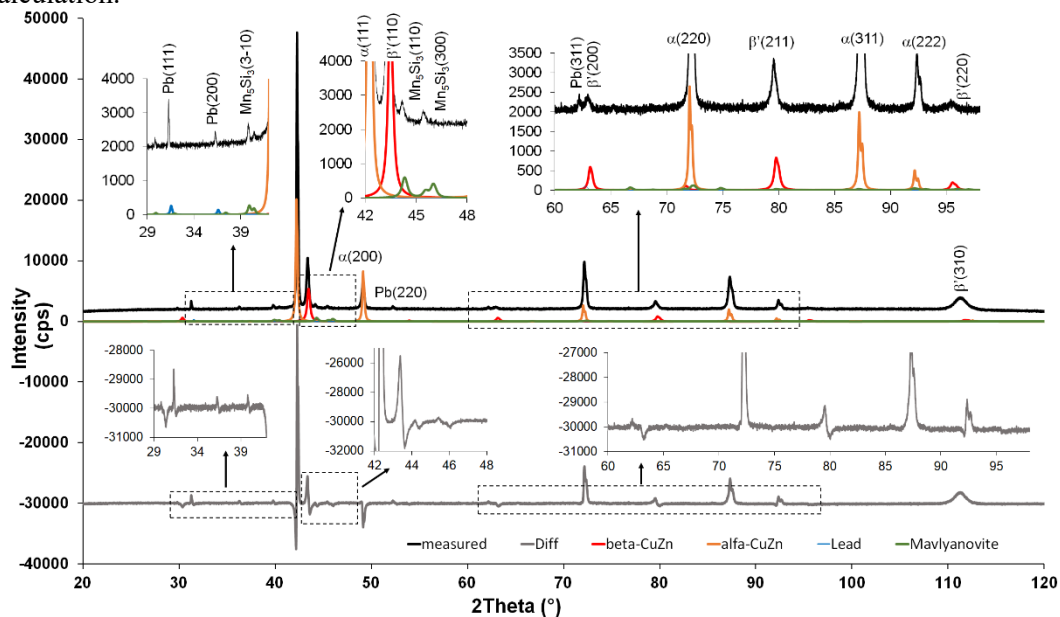 alculation.
50000
40000
30000
20000
10000
0
-10000
-20000
-30000
-40000
Intensity
(cps)
20 30 40 50 60 70 80 90 100 110 120
2Theta (°)
4000
3000
2000
1000
0
29 34 39
Pb(111)
Pb(200)
Mn5Si3(3-10)
4000
3000
2000
1000
0
42 44 46 48
α(111)
β'(110)
Mn5Si3(110)
Mn5Si3(300)
3500
3000
2500
2000
1500
1000
500
0
60 65 70 75 80 85 90 95
Pb(311)
β'(200)
α(220)
β'(211)
α(311)
α(222)
β'(220)
α(200)
Pb(220)
β'(310)
-28000
-29000
-30000
-31000
29 34 39
-26000
-28000
-30000
-32000
42 44 46 48
-27000
-28000
-29000
-30000
-31000
60 65 70 75 80 85 90 95
measured Diff beta-CuZn alfa-CuZn Lead Mavlyanovite